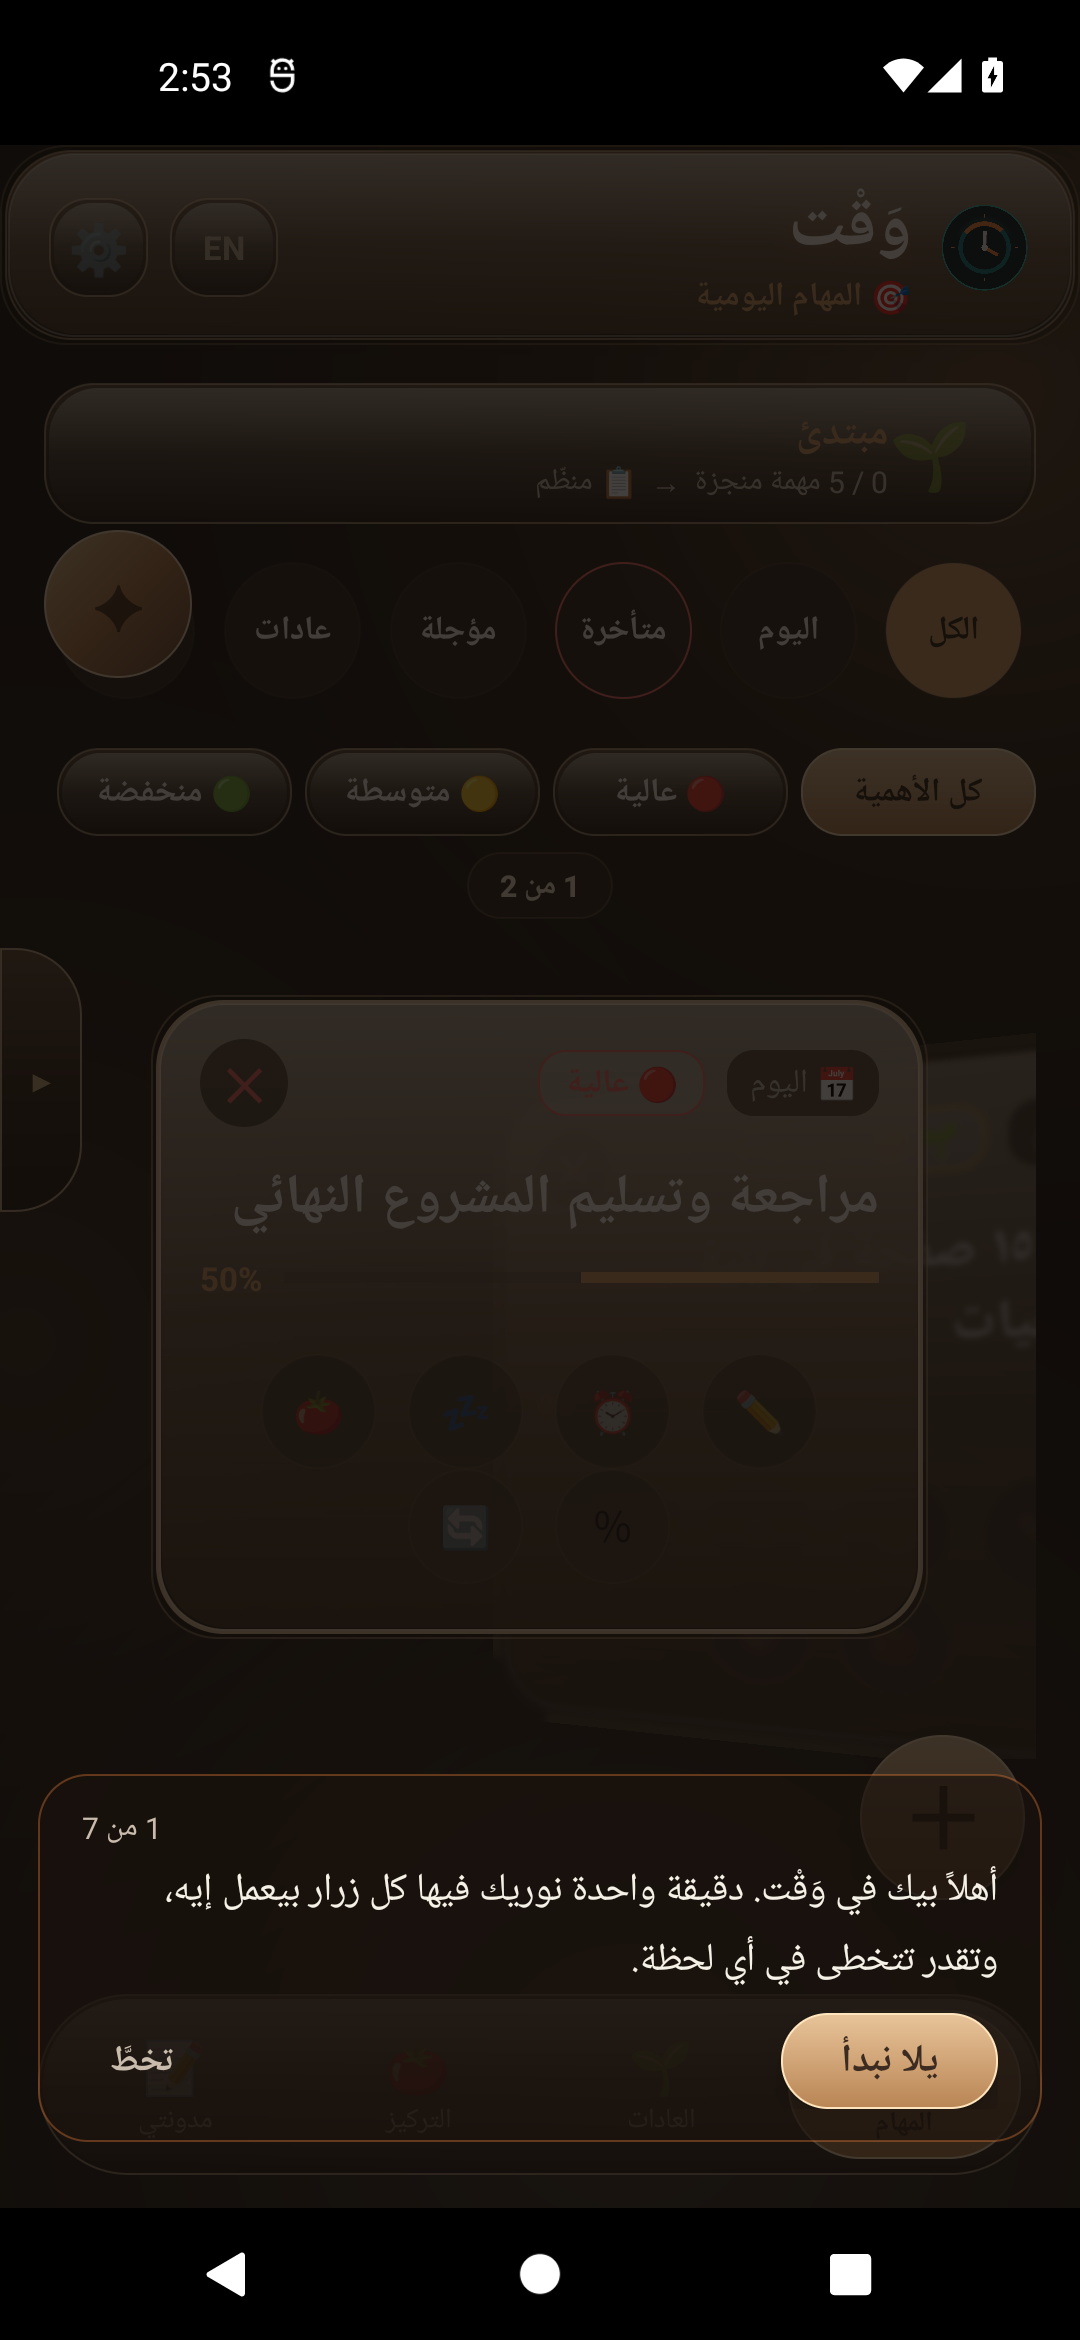 2:53
وَقْت
EN
🎯 المهام اليومية
مبتدئ
0 / 5 مهمة منجزة → 📋 منظّم
الكل
اليوم
متأخرة
مؤجلة
عادات
كل الأهمية
🔴 عالية
🟡 متوسطة
🟢 منخفضة
1 من 2
📅 اليوم
🔴 عالية
مراجعة وتسليم المشروع النهائي
50%
١٥
%
1 من 7
أهلاً بيك في وَقْت. دقيقة واحدة نوريك فيها كل زرار بيعمل إيه،
وتقدر تتخطى في أي لحظة.
يلا نبدأ
تخطَّ
المهام
العادات
التركيز
مدونتي